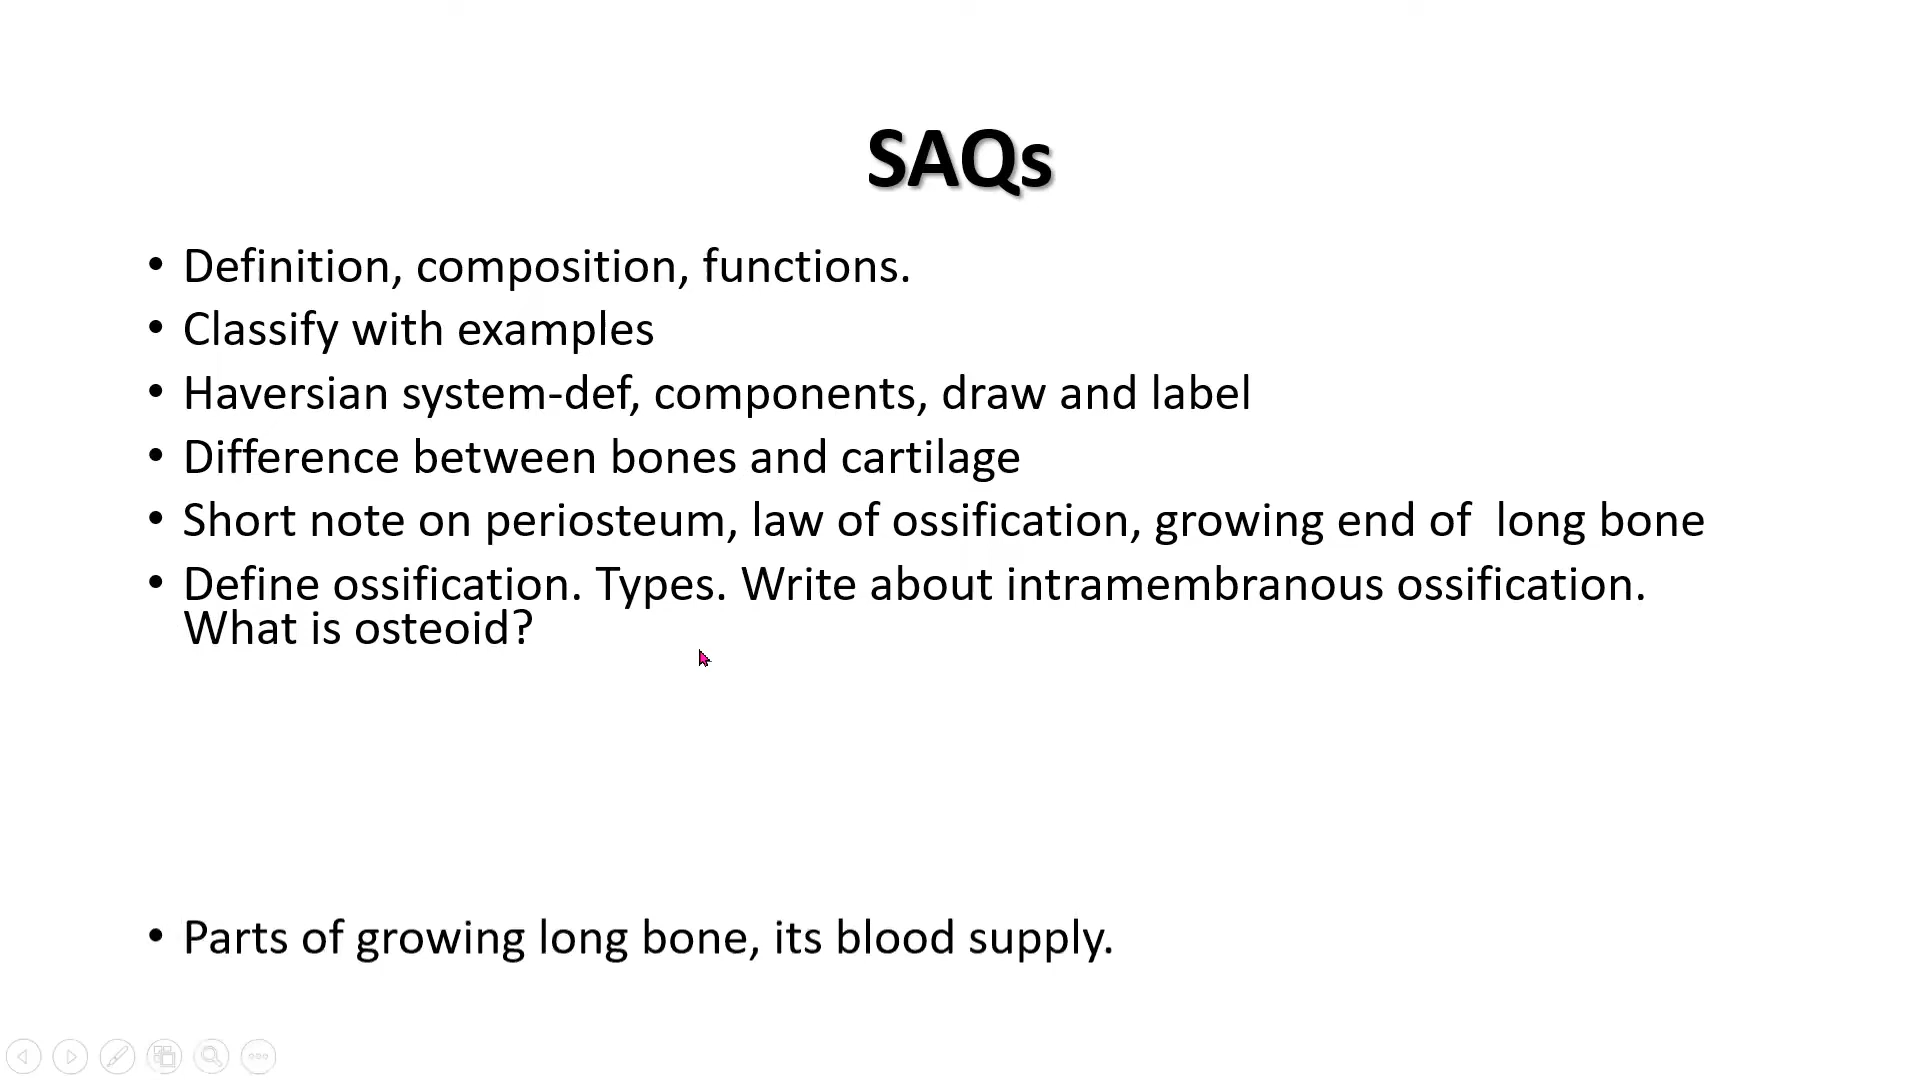 SAQs
• Definition, composition, functions.
• Classify with examples
• Haversian system-def, components, draw and label
• Difference between bones and cartilage
• Short note on periosteum, law of ossification, growing end of  long bone
• Define ossification. Types. Write about intramembranous ossification.
What is osteoid?
• Parts of growing long bone, its blood supply.